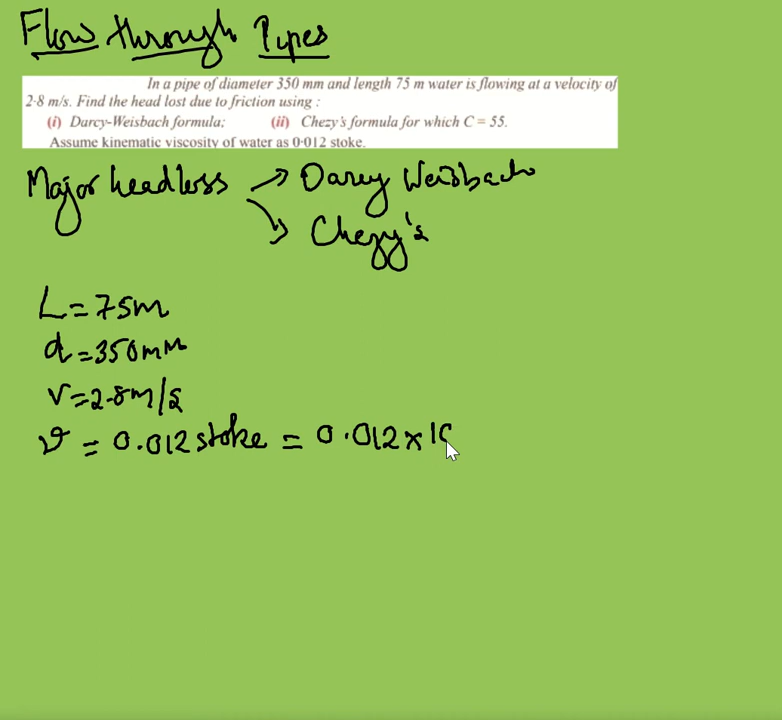 Flow through Pipes
In a pipe of diameter 350 mm and length 75 m water is flowing at a velocity of
2·8 m/s. Find the head lost due to friction using :
(i) Darcy-Weisbach formula; (ii) Chezy's formula for which C = 55.
Assume kinematic viscosity of water as 0·012 stoke.
Major headloss → Darcy Weisbach
→ Chezy's
L = 75m
d = 350mm
V = 2.8m/s
ν = 0.012 stoke = 0.012 × 10